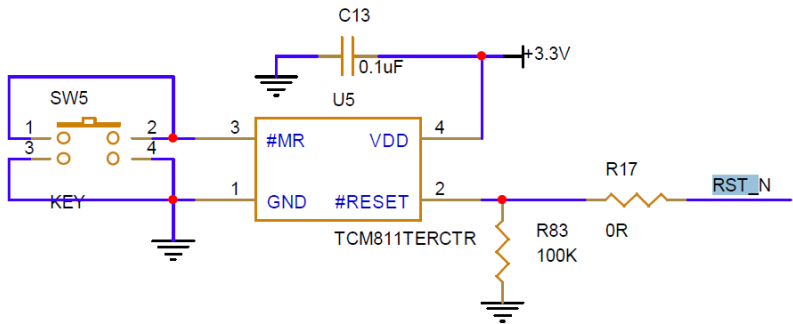 C13
0.1uF
+3.3V
SW5
1
2
3
4
KEY
U5
3
#MR
VDD
4
1
GND
#RESET
2
TCM811TERCTR
R17
0R
RST_N
R83
100K